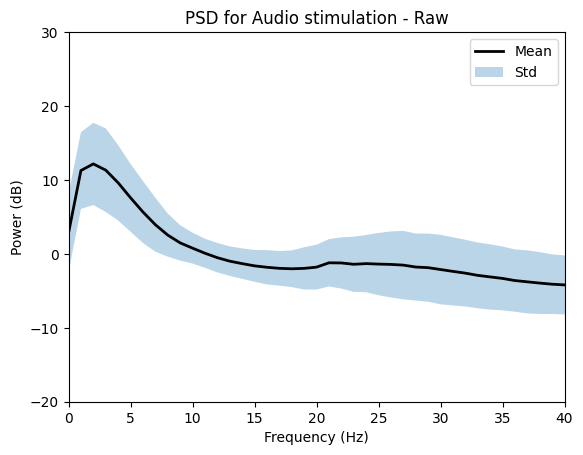 PSD for Audio stimulation - Raw
30
20
10
0
−10
−20
Power (dB)
Mean
Std
0 5 10 15 20 25 30 35 40
Frequency (Hz)